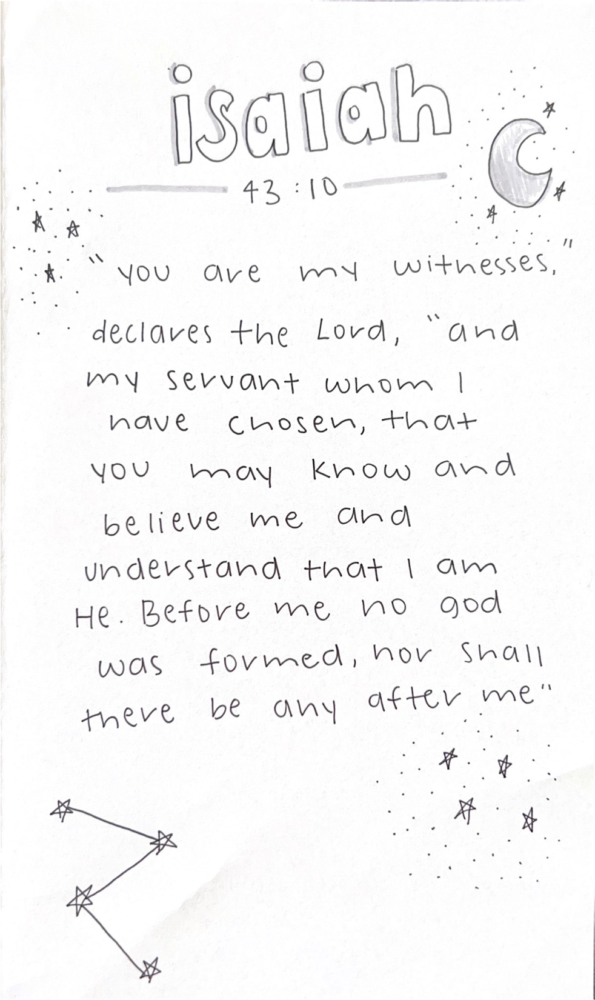 isaiah
43:10
"you are my witnesses,"
declares the Lord, "and
my servant whom I
have chosen, that
you may know and
believe me and
understand that I am
He. Before me no god
was formed, nor shall
there be any after me"